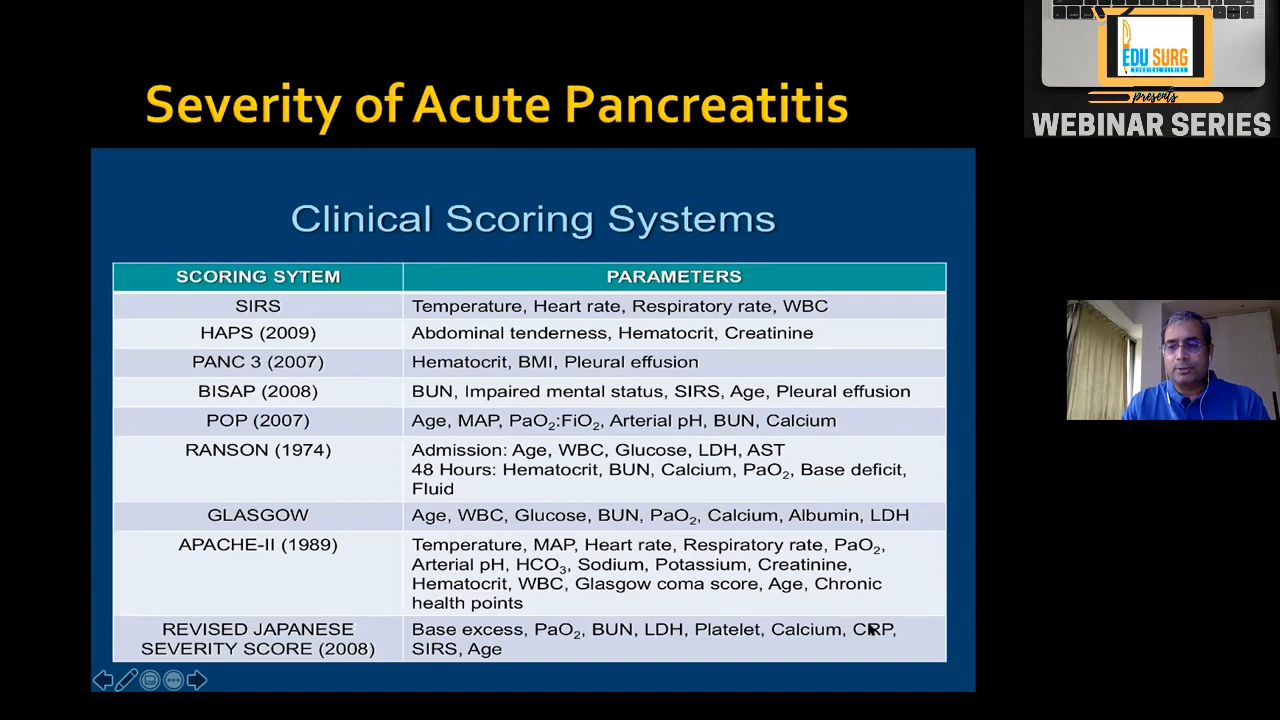 EDU SURG
SURGICAL CLINICS
presents
WEBINAR SERIES
Severity of Acute Pancreatitis
Clinical Scoring Systems
SCORING SYTEM PARAMETERS
SIRS Temperature, Heart rate, Respiratory rate, WBC
HAPS (2009) Abdominal tenderness, Hematocrit, Creatinine
PANC 3 (2007) Hematocrit, BMI, Pleural effusion
BISAP (2008) BUN, Impaired mental status, SIRS, Age, Pleural effusion
POP (2007) Age, MAP, PaO₂:FiO₂, Arterial pH, BUN, Calcium
RANSON (1974) Admission: Age, WBC, Glucose, LDH, AST
48 Hours: Hematocrit, BUN, Calcium, PaO₂, Base deficit,
Fluid
GLASGOW Age, WBC, Glucose, BUN, PaO₂, Calcium, Albumin, LDH
APACHE-II (1989) Temperature, MAP, Heart rate, Respiratory rate, PaO₂,
Arterial pH, HCO₃, Sodium, Potassium, Creatinine,
Hematocrit, WBC, Glasgow coma score, Age, Chronic
health points
REVISED JAPANESE Base excess, PaO₂, BUN, LDH, Platelet, Calcium, CRP,
SEVERITY SCORE (2008) SIRS, Age